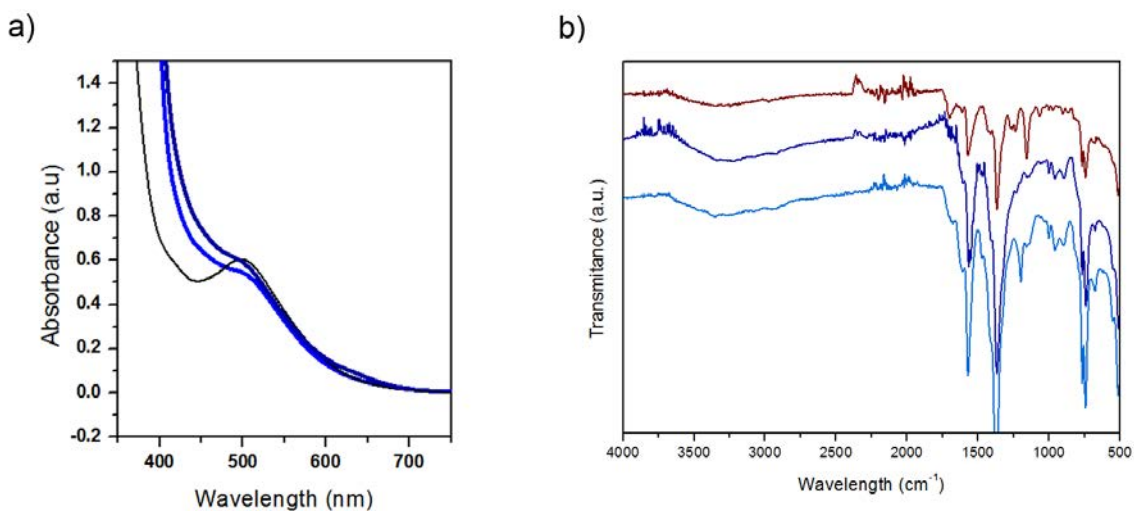 a)
1.4
1.2
1.0
0.8
0.6
0.4
0.2
0.0
-0.2
Absorbance (a.u)
400 500 600 700
Wavelength (nm)
b)
Transmitance (a.u.)
4000 3500 3000 2500 2000 1500 1000 500
Wavelength (cm⁻¹)